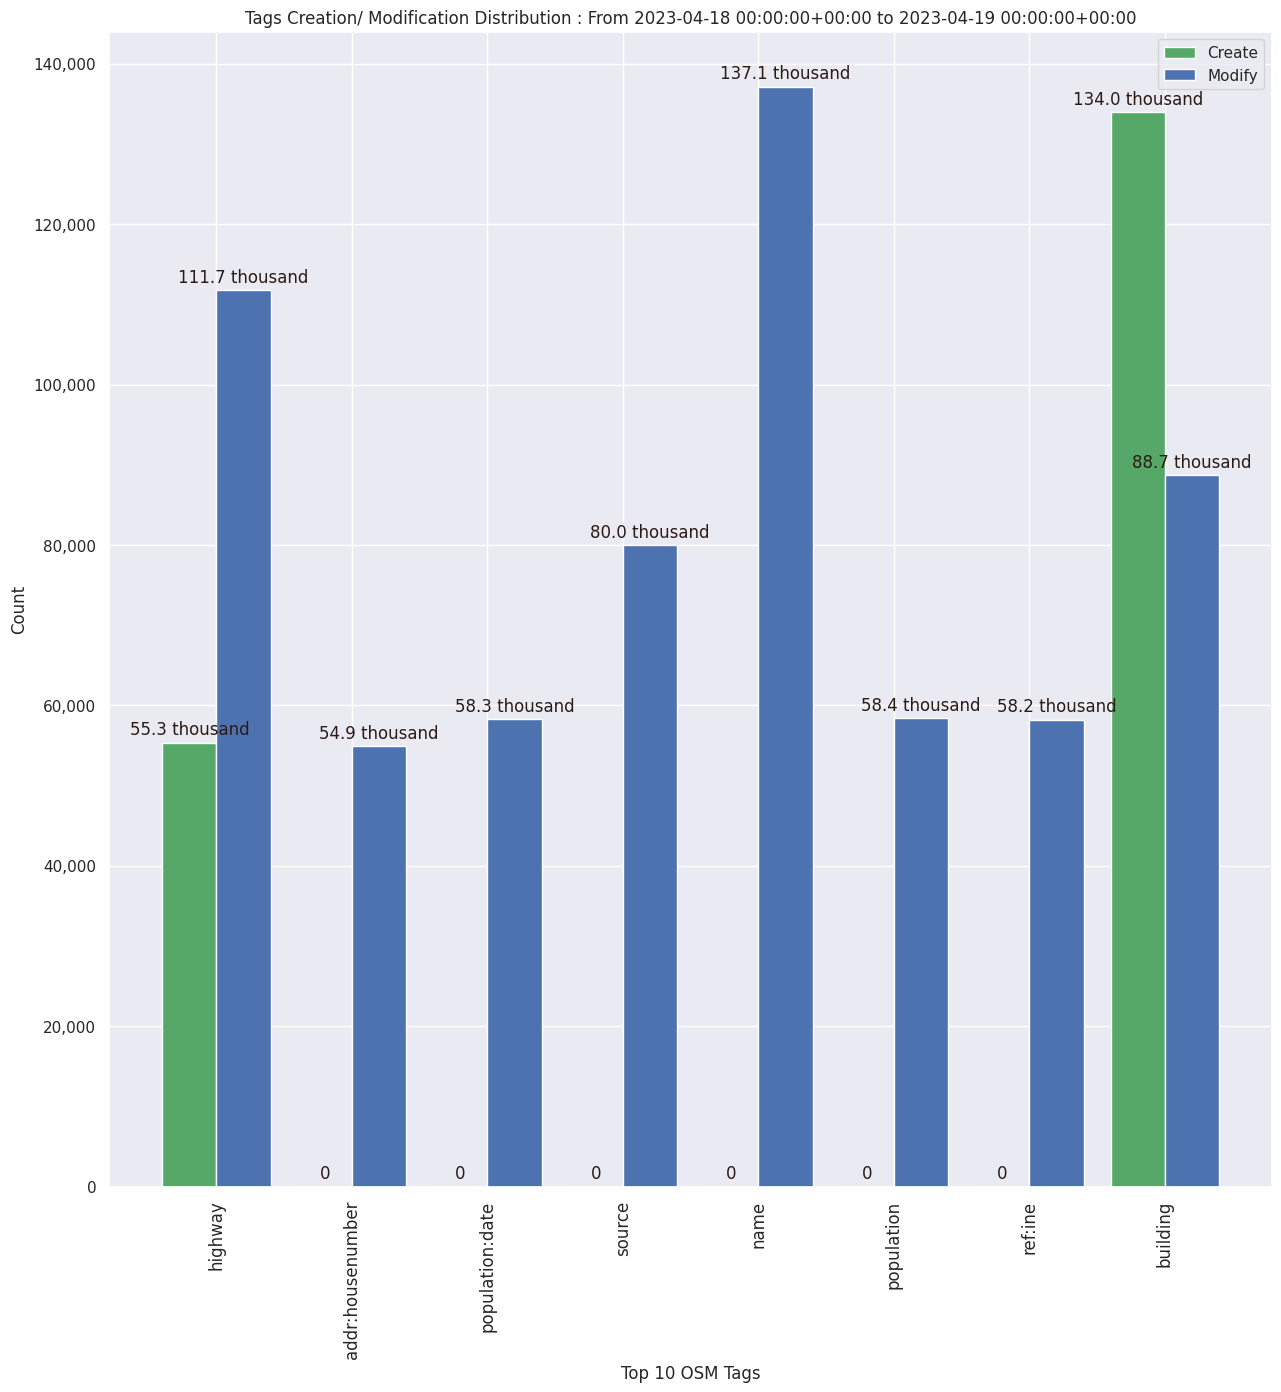 Tags Creation/ Modification Distribution : From 2023-04-18 00:00:00+00:00 to 2023-04-19 00:00:00+00:00
Create
Modify
140,000
120,000
100,000
80,000
60,000
40,000
20,000
0
Count
137.1 thousand
134.0 thousand
111.7 thousand
88.7 thousand
80.0 thousand
55.3 thousand
54.9 thousand
58.3 thousand
58.4 thousand
58.2 thousand
0
0
0
0
0
0
highway
addr:housenumber
population:date
source
name
population
ref:ine
building
Top 10 OSM Tags